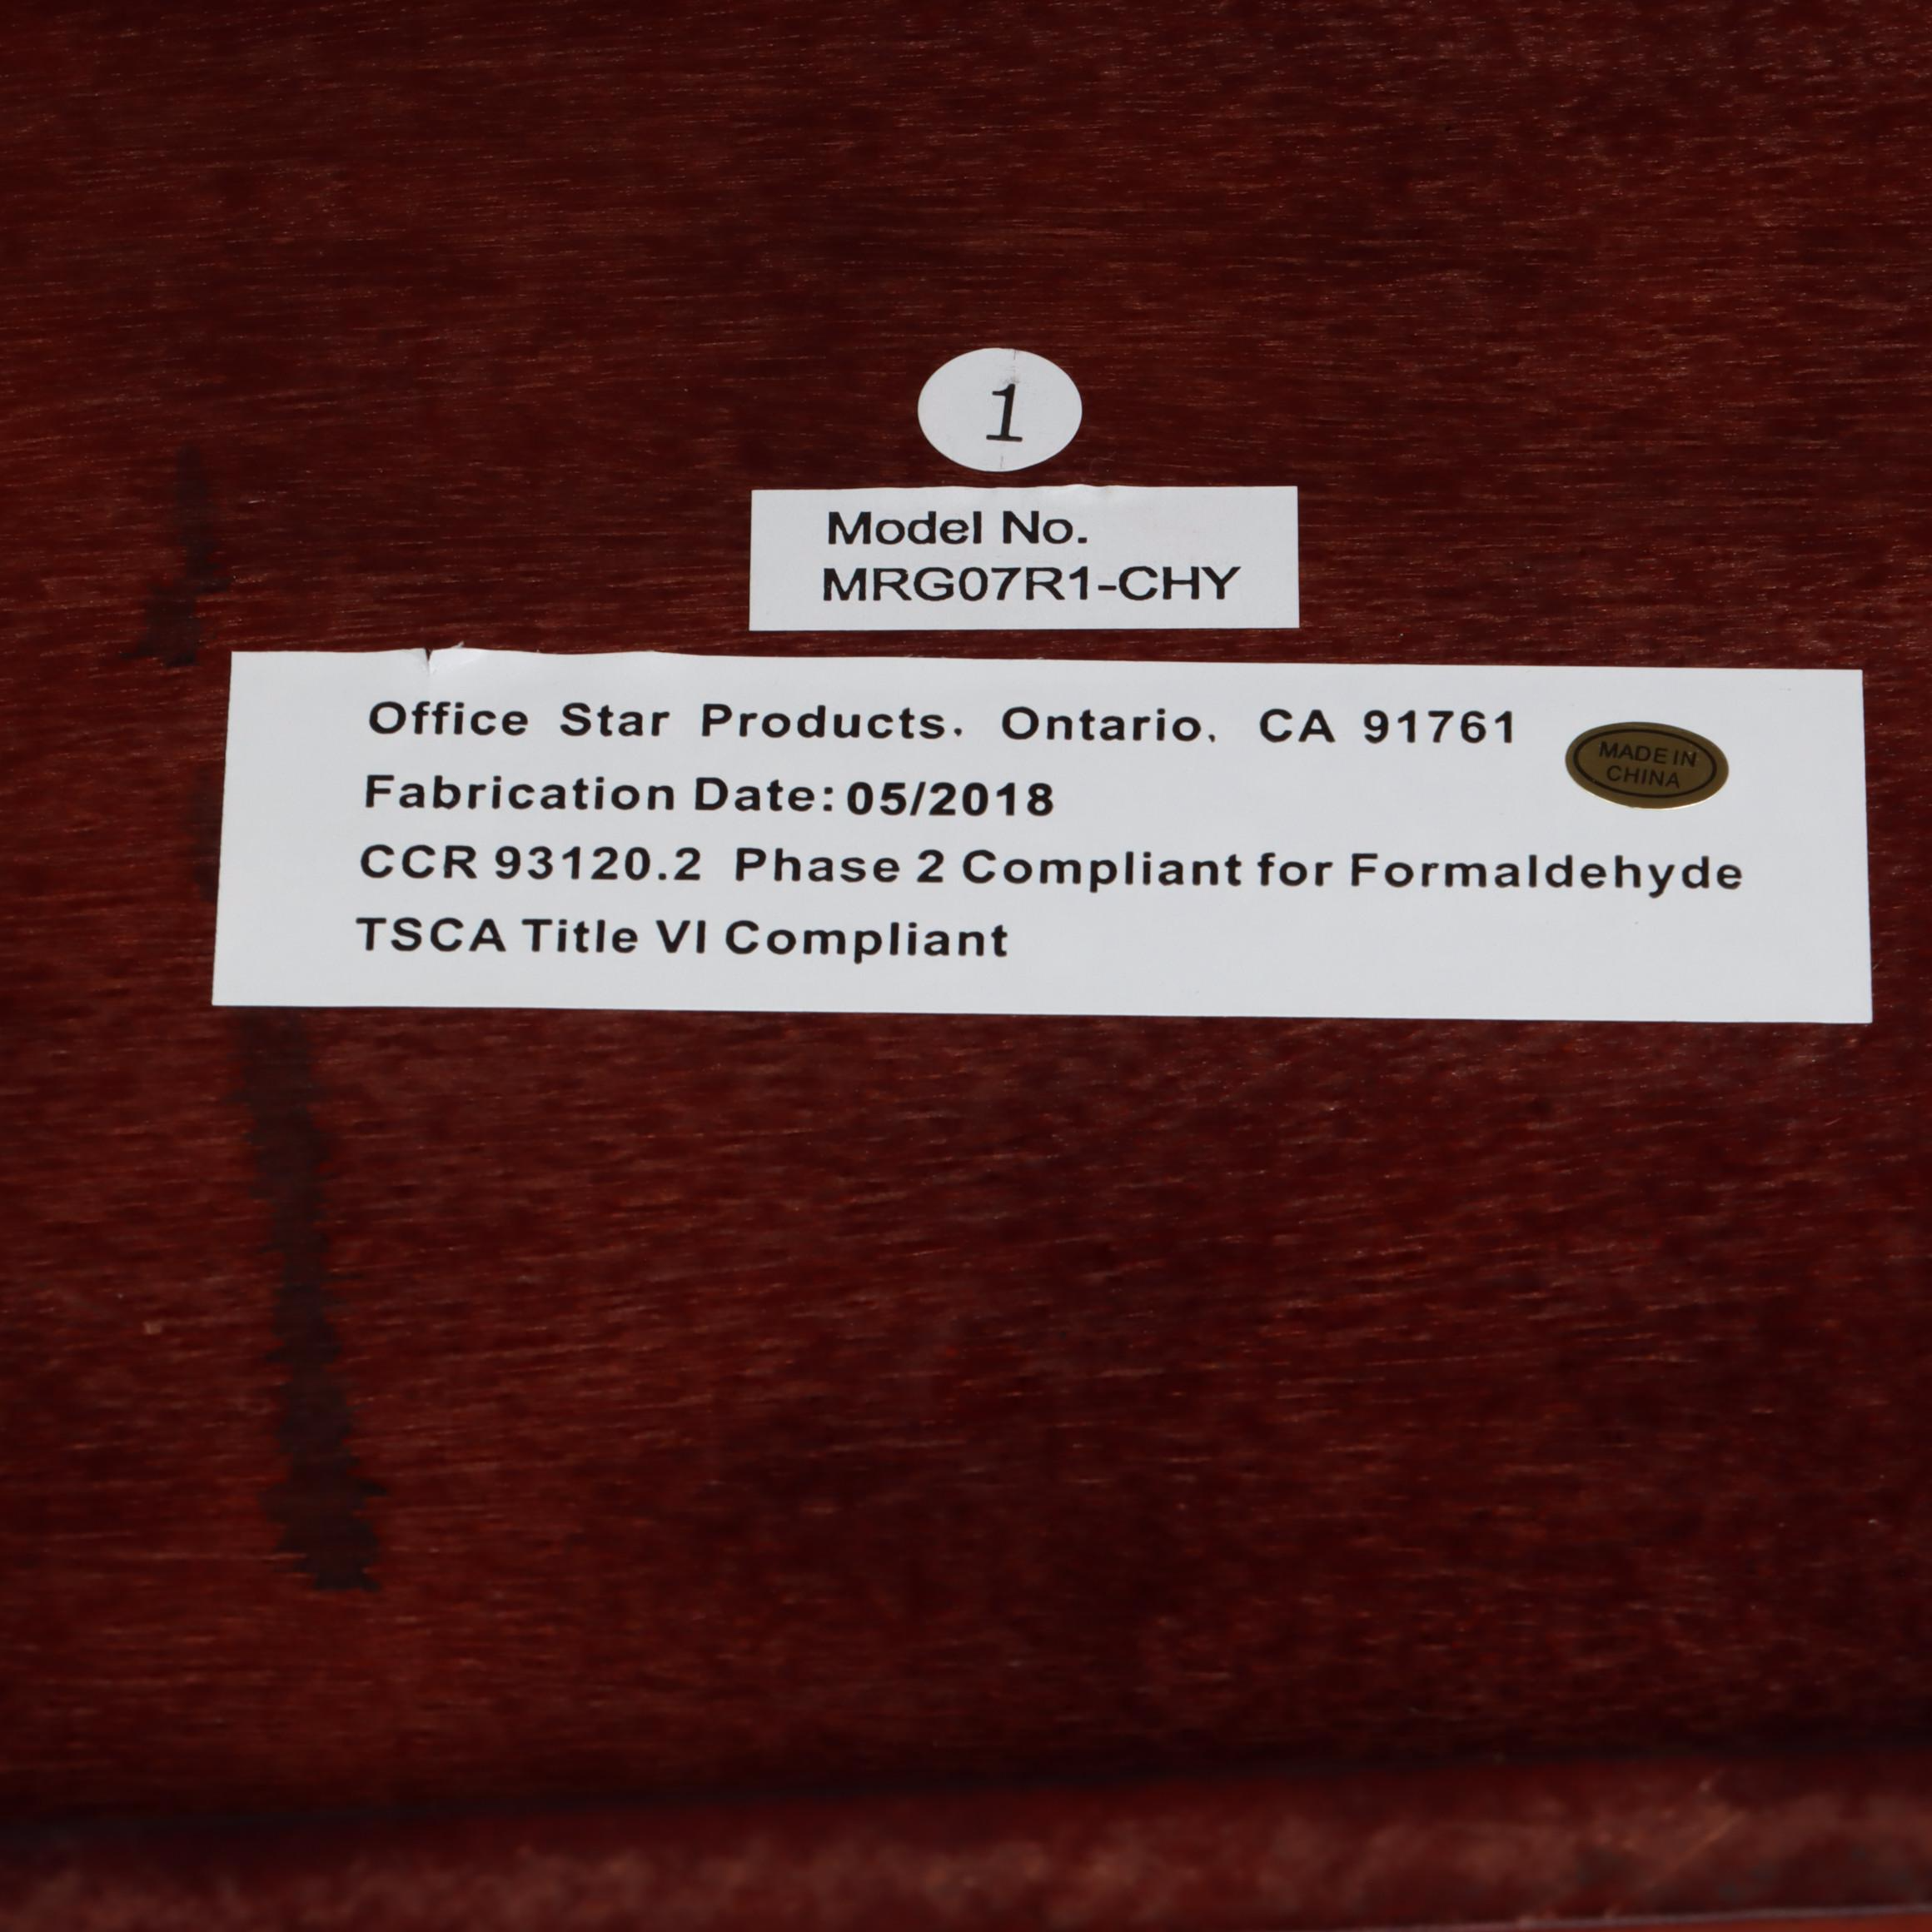 1
Model No.
MRG07R1-CHY
Office Star Products. Ontario. CA 91761
MADE IN
CHINA
Fabrication Date: 05/2018
CCR 93120.2 Phase 2 Compliant for Formaldehyde
TSCA Title VI Compliant